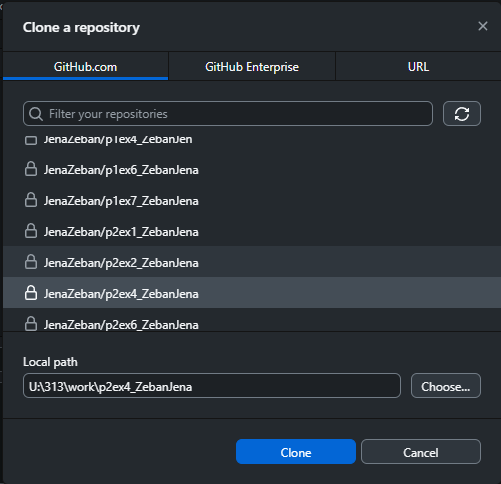 Clone a repository
GitHub.com
GitHub Enterprise
URL
Filter your repositories
JenaZeban/p1ex4_ZebanJen
JenaZeban/p1ex6_ZebanJena
JenaZeban/p1ex7_ZebanJena
JenaZeban/p2ex1_ZebanJena
JenaZeban/p2ex2_ZebanJena
JenaZeban/p2ex4_ZebanJena
JenaZeban/p2ex6_ZebanJena
Local path
U:\313\work\p2ex4_ZebanJena
Choose...
Clone
Cancel